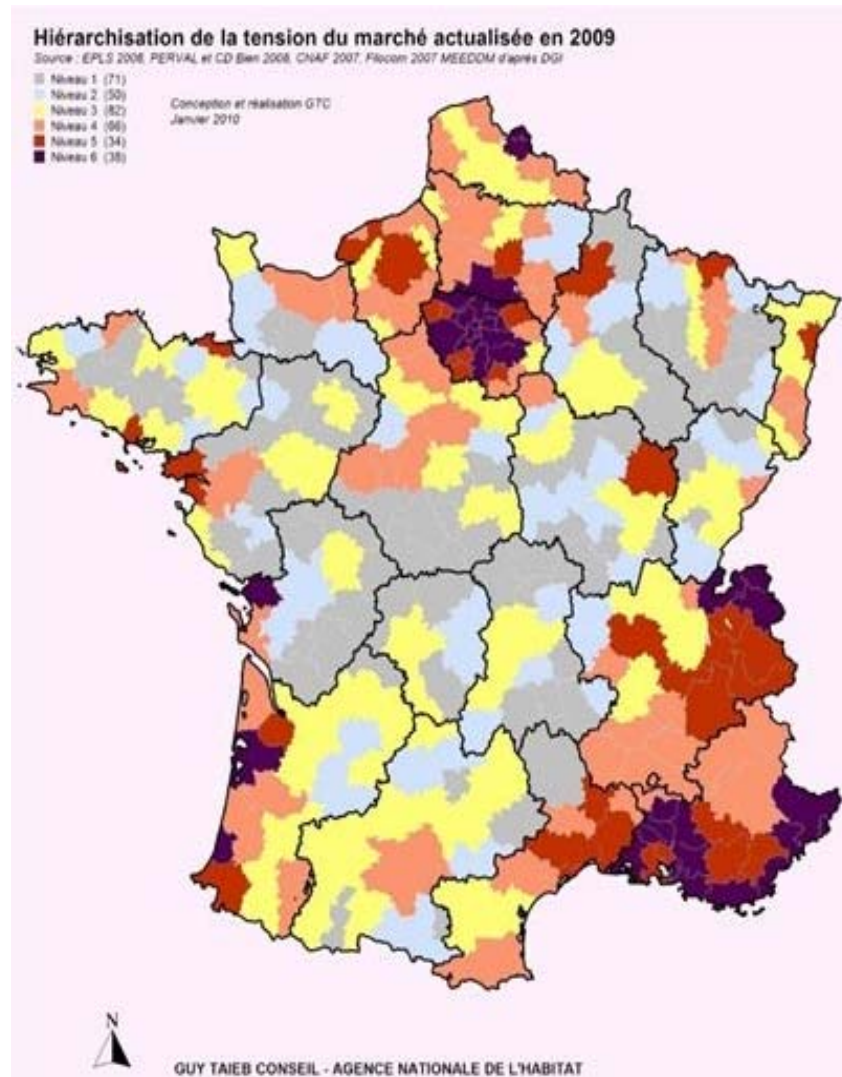 Hiérarchisation de la tension du marché actualisée en 2009
Source : EPLS 2008, PERVAL et CD Bien 2008, CNAF 2007, Filocom 2007 MEEDDM d'après DGI
Niveau 1 (71)
Niveau 2 (50)
Niveau 3 (82)
Niveau 4 (66)
Niveau 5 (34)
Niveau 6 (38)
Conception et réalisation GTC
Janvier 2010
N
GUY TAIEB CONSEIL - AGENCE NATIONALE DE L'HABITAT